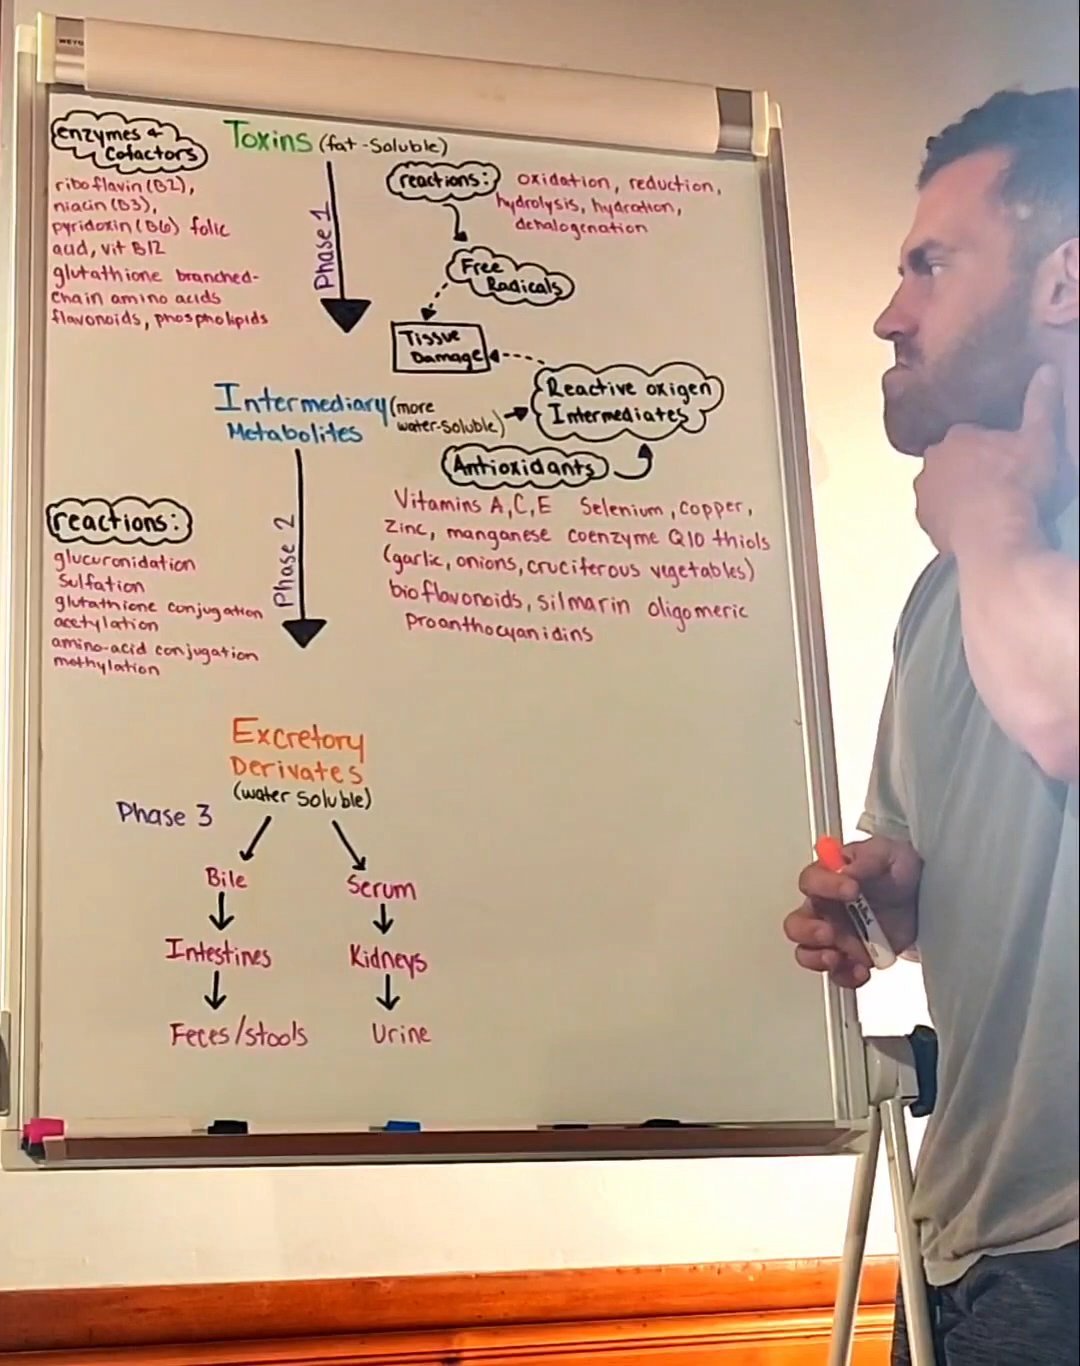 WEYO
enzymes &
Cofactors
riboflavin (B2),
niacin (B3),
pyridoxin (B6) folic
acid, vit B12
glutathione branched-
chain amino acids
flavonoids, phospholipids
Toxins (fat-Soluble)
Phase 1
reactions: oxidation, reduction,
hydrolysis, hydration,
dehalogenation
Free
Radicals
Tissue
Damage
Intermediary (more
Metabolites water-soluble)
Reactive oxigen
Intermediates
Antioxidants
Vitamins A, C, E Selenium, copper,
Zinc, manganese coenzyme Q10 thiols
(garlic, onions, cruciferous vegetables)
bioflavonoids, silmarin oligomeric
Proanthocyanidins
Phase 2
reactions:
glucuronidation
Sulfation
glutathione conjugation
acetylation
amino-acid conjugation
methylation
Excretory
Derivates
(water soluble)
Phase 3
Bile
Serum
Intestines
Kidneys
Feces/stools
Urine